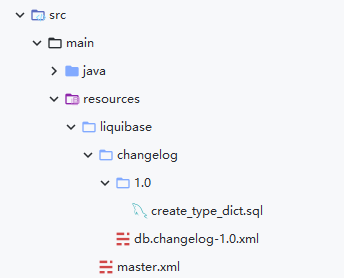 src
main
java
resources
liquibase
changelog
1.0
create_type_dict.sql
db.changelog-1.0.xml
master.xml